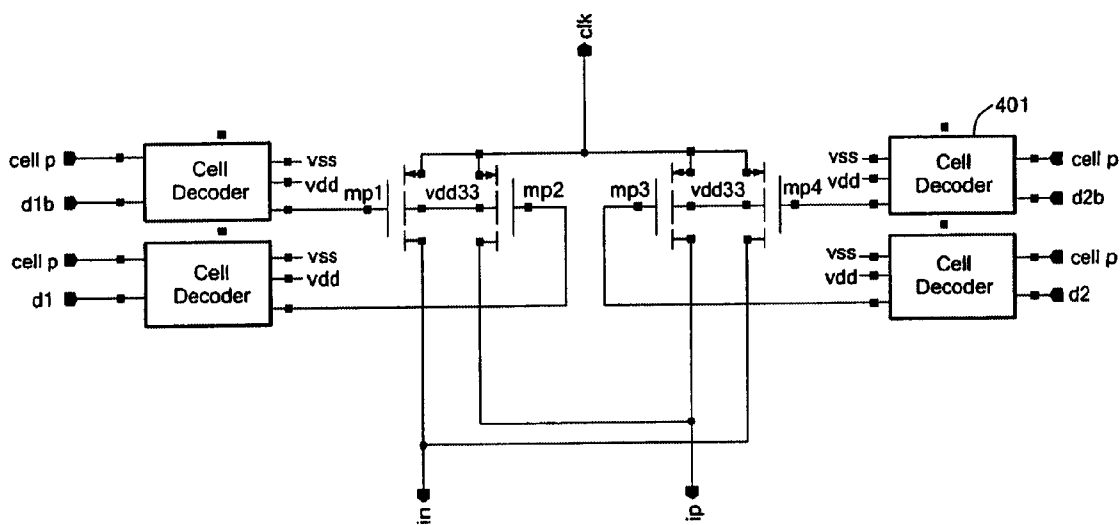 clk
401
cell p
Cell
Decoder
vss
vdd
d1b
mp1
vdd33
mp2
mp3
vdd33
mp4
vss
vdd
Cell
Decoder
cell p
d2b
cell p
Cell
Decoder
vss
vdd
d1
vss
vdd
Cell
Decoder
cell p
d2
in
ip